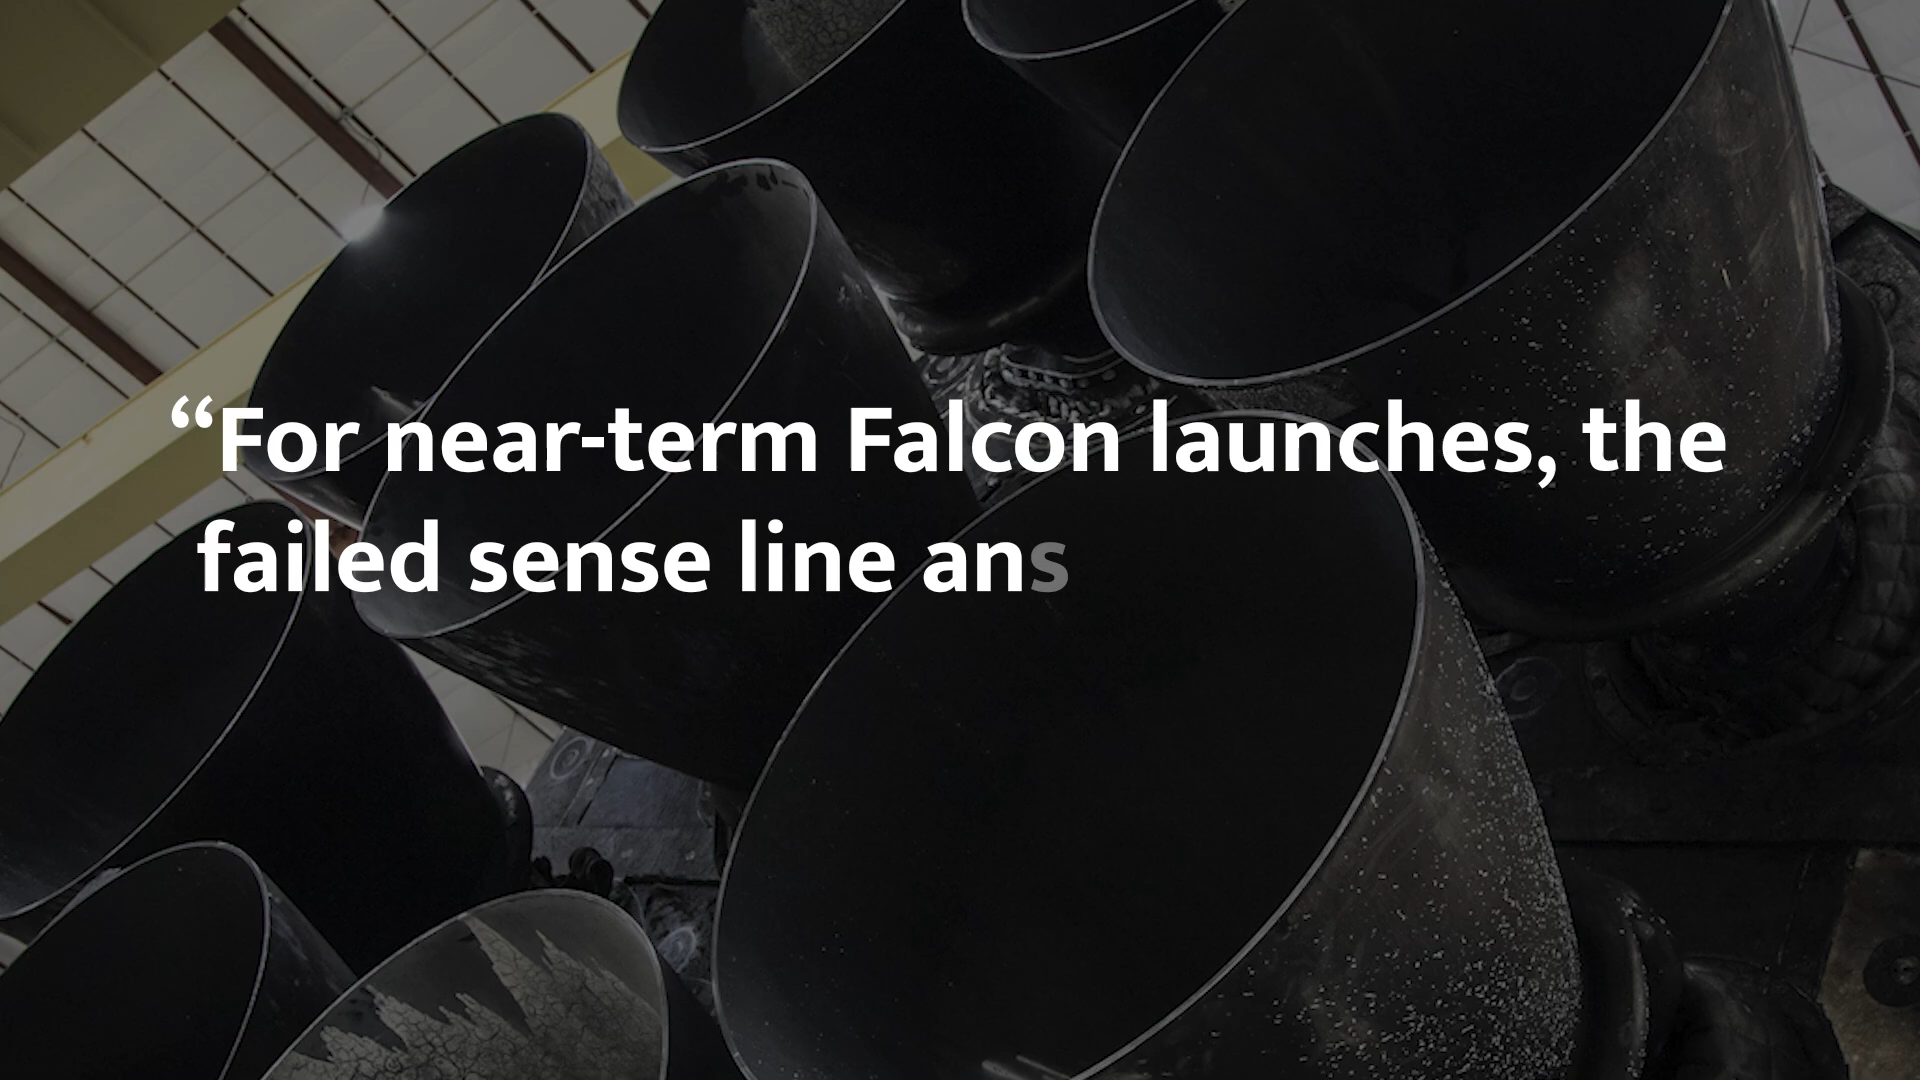 “For near-term Falcon launches, the
failed sense line ans